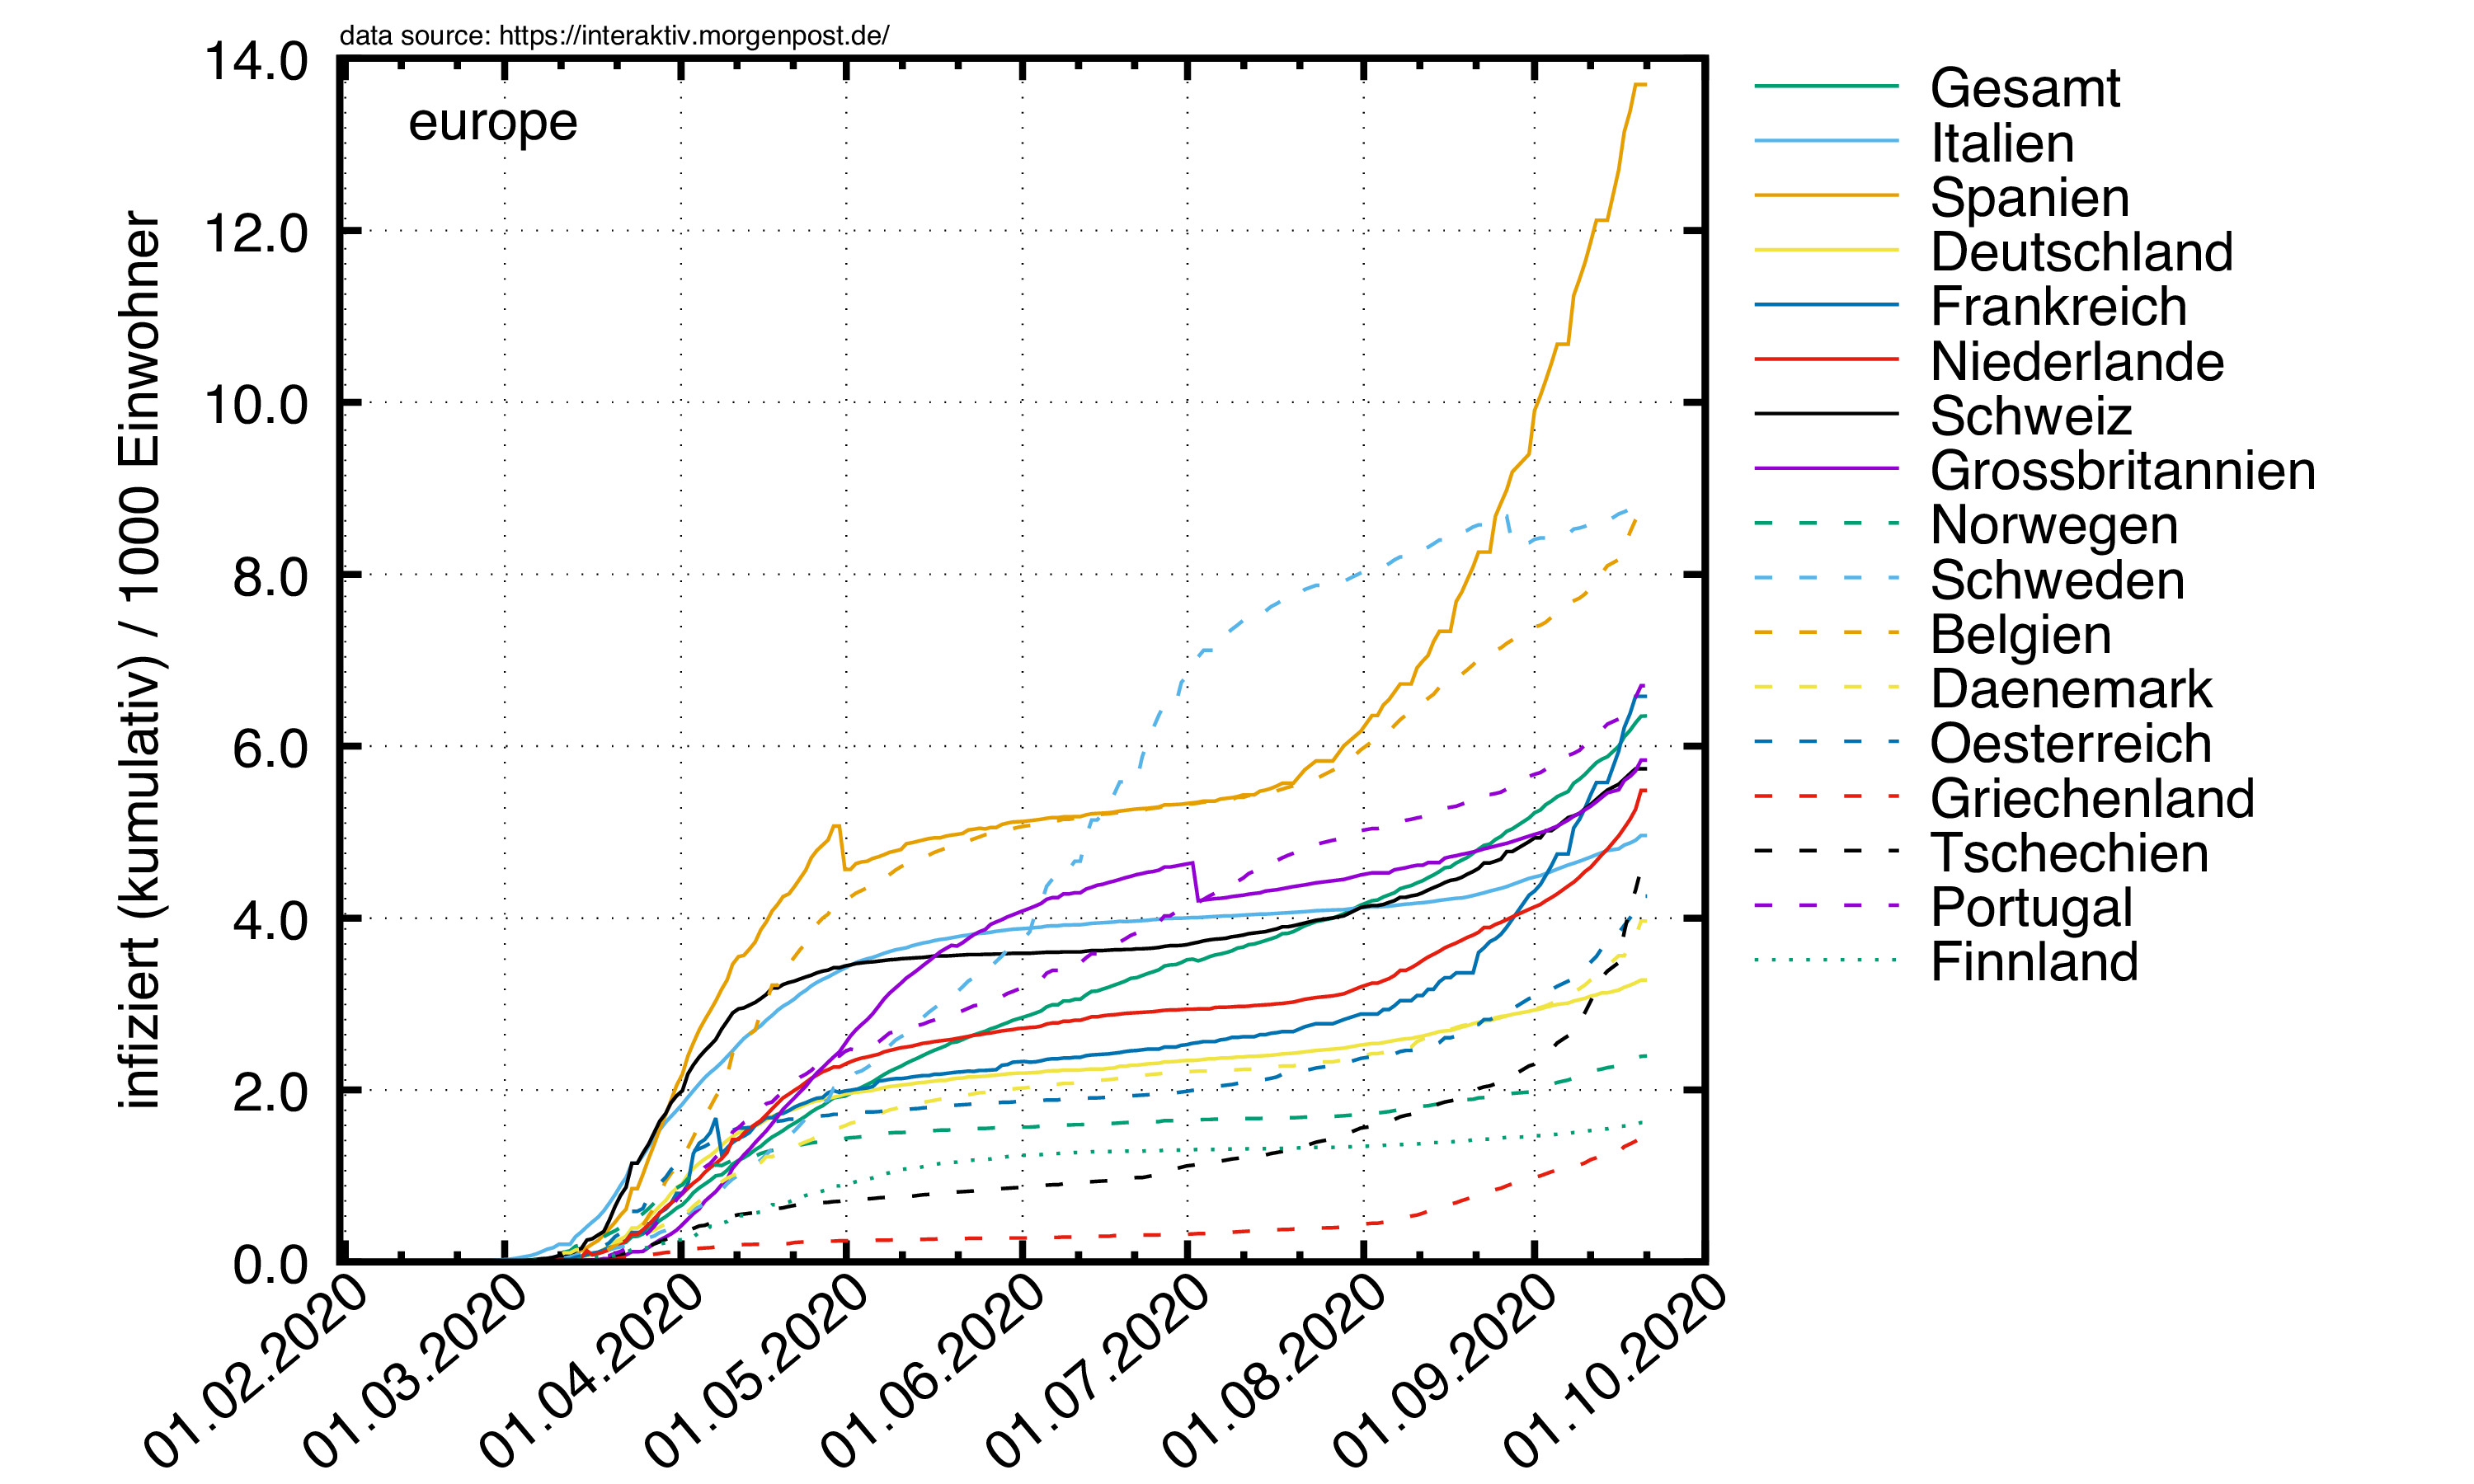 data source: https://interaktiv.morgenpost.de/
europe
infiziert (kumulativ) / 1000 Einwohner
14.0
12.0
10.0
8.0
6.0
4.0
2.0
0.0
01.02.2020
01.03.2020
01.04.2020
01.05.2020
01.06.2020
01.07.2020
01.08.2020
01.09.2020
01.10.2020
Gesamt
Italien
Spanien
Deutschland
Frankreich
Niederlande
Schweiz
Grossbritannien
Norwegen
Schweden
Belgien
Daenemark
Oesterreich
Griechenland
Tschechien
Portugal
Finnland